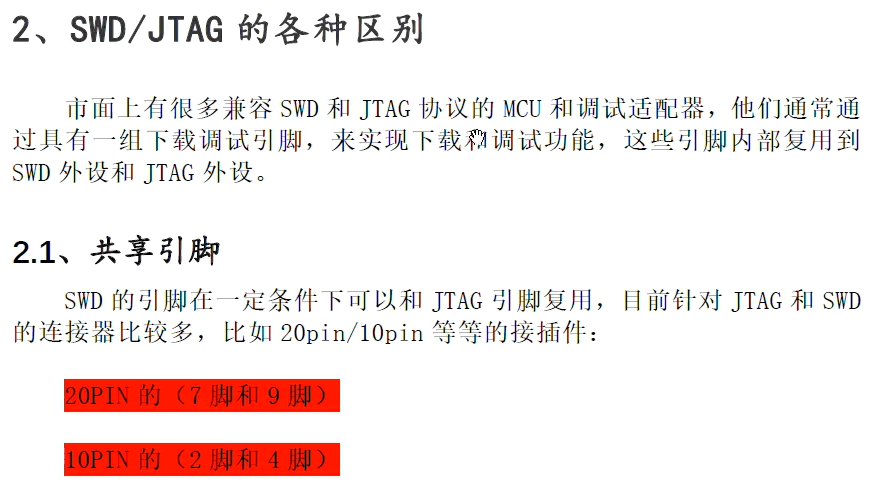 2、SWD/JTAG 的各种区别
市面上有很多兼容 SWD 和 JTAG 协议的 MCU 和调试适配器，他们通常通
过具有一组下载调试引脚，来实现下载和调试功能，这些引脚内部复用到
SWD 外设和 JTAG 外设。
2.1、共享引脚
SWD 的引脚在一定条件下可以和 JTAG 引脚复用，目前针对 JTAG 和 SWD
的连接器比较多，比如 20pin/10pin 等等的接插件：
20PIN 的（7 脚和 9 脚）
10PIN 的（2 脚和 4 脚）